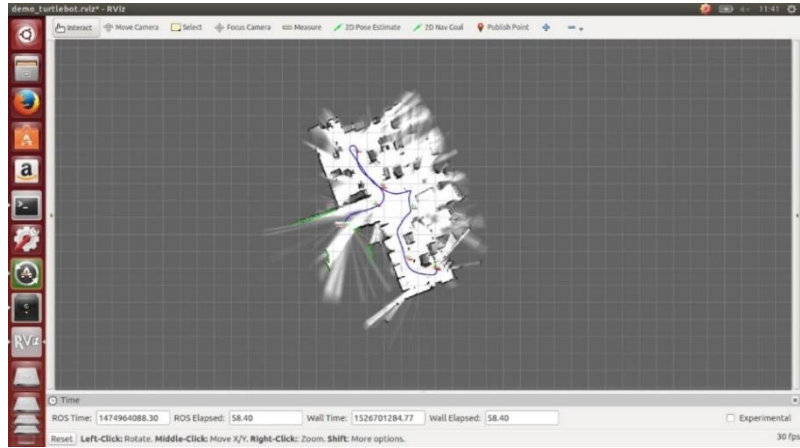 demo_turtlebot.rviz* - RViz
11:41
Interact Move Camera Select Focus Camera Measure 2D Pose Estimate 2D Nav Goal Publish Point
a
RViz
Time
ROS Time: 1474964088.30 ROS Elapsed: 58.40 Wall Time: 1526701284.77 Wall Elapsed: 58.40 Experimental
Reset Left-Click: Rotate. Middle-Click: Move X/Y. Right-Click: Zoom. Shift: More options. 30 fps